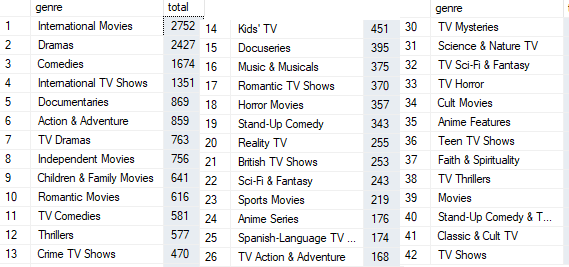 genre total
1 International Movies 2752
2 Dramas 2427
3 Comedies 1674
4 International TV Shows 1351
5 Documentaries 869
6 Action & Adventure 859
7 TV Dramas 763
8 Independent Movies 756
9 Children & Family Movies 641
10 Romantic Movies 616
11 TV Comedies 581
12 Thrillers 577
13 Crime TV Shows 470
14 Kids' TV 451
15 Docuseries 395
16 Music & Musicals 375
17 Romantic TV Shows 370
18 Horror Movies 357
19 Stand-Up Comedy 343
20 Reality TV 255
21 British TV Shows 253
22 Sci-Fi & Fantasy 243
23 Sports Movies 219
24 Anime Series 176
25 Spanish-Language TV ... 174
26 TV Action & Adventure 168
genre t
30 TV Mysteries
31 Science & Nature TV
32 TV Sci-Fi & Fantasy
33 TV Horror
34 Cult Movies
35 Anime Features
36 Teen TV Shows
37 Faith & Spirituality
38 TV Thrillers
39 Movies
40 Stand-Up Comedy & T...
41 Classic & Cult TV
42 TV Shows